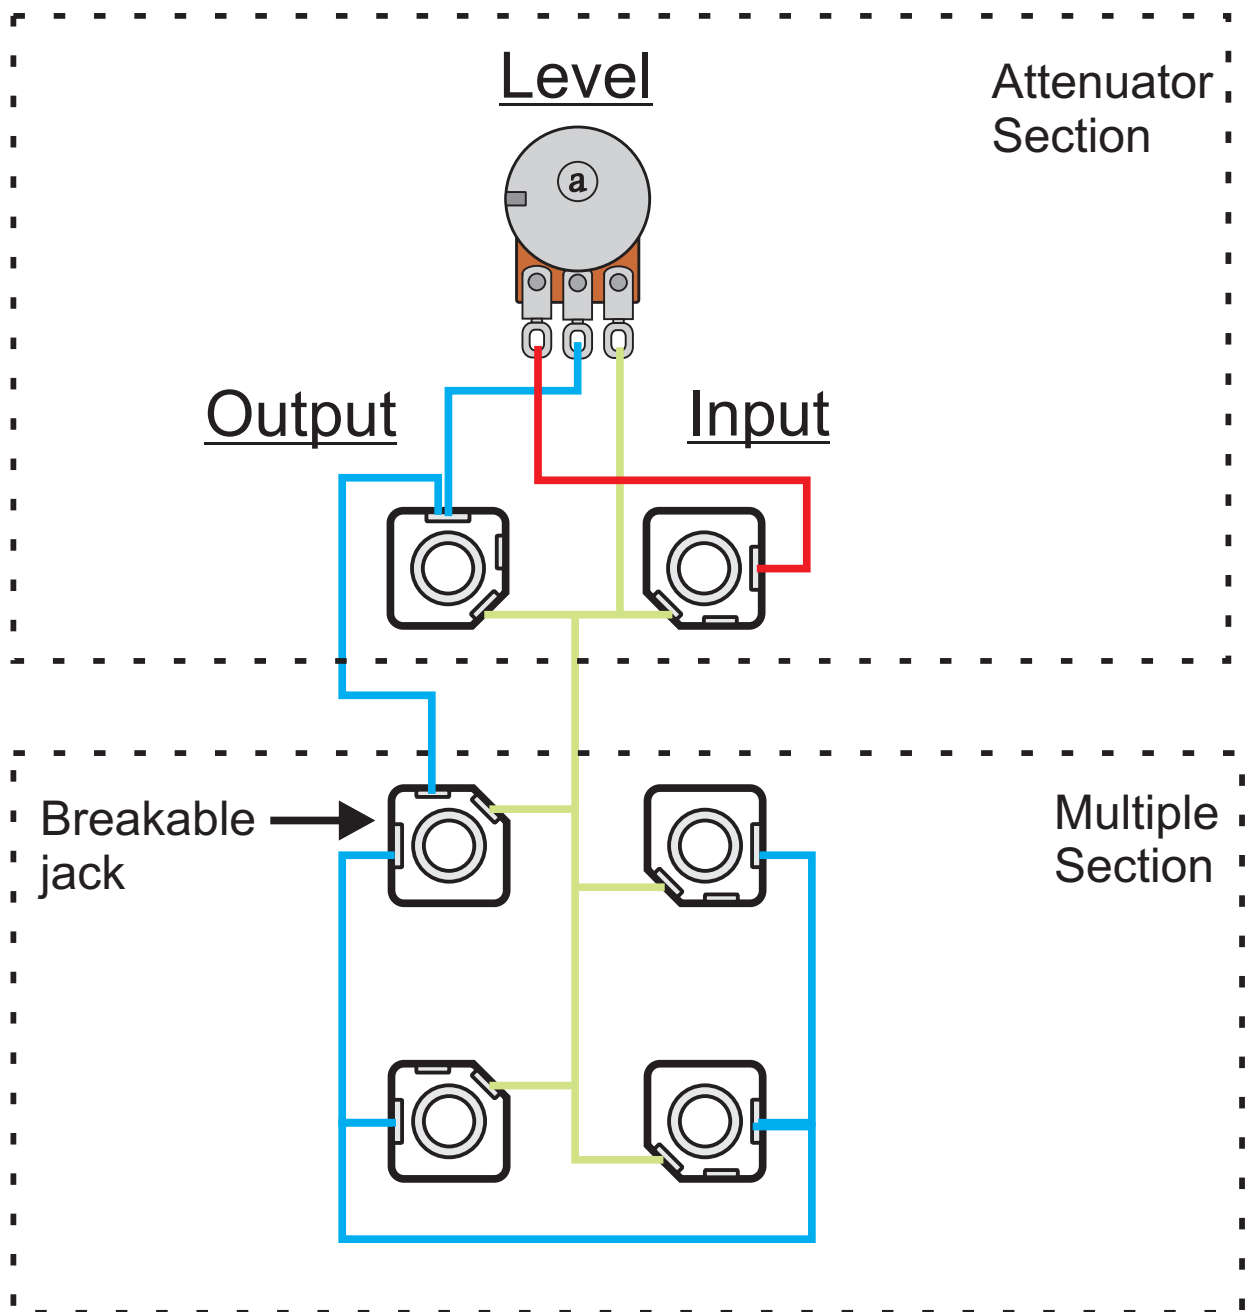 Level
Attenuator
Section
a
Output
Input
Breakable
jack
Multiple
Section